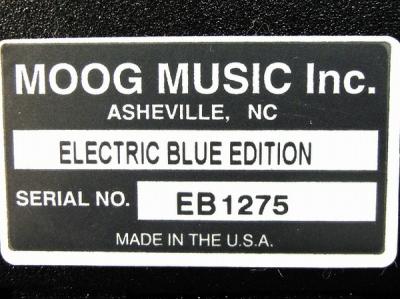 MOOG MUSIC Inc.
ASHEVILLE, NC
ELECTRIC BLUE EDITION
SERIAL NO. EB1275
MADE IN THE U.S.A.